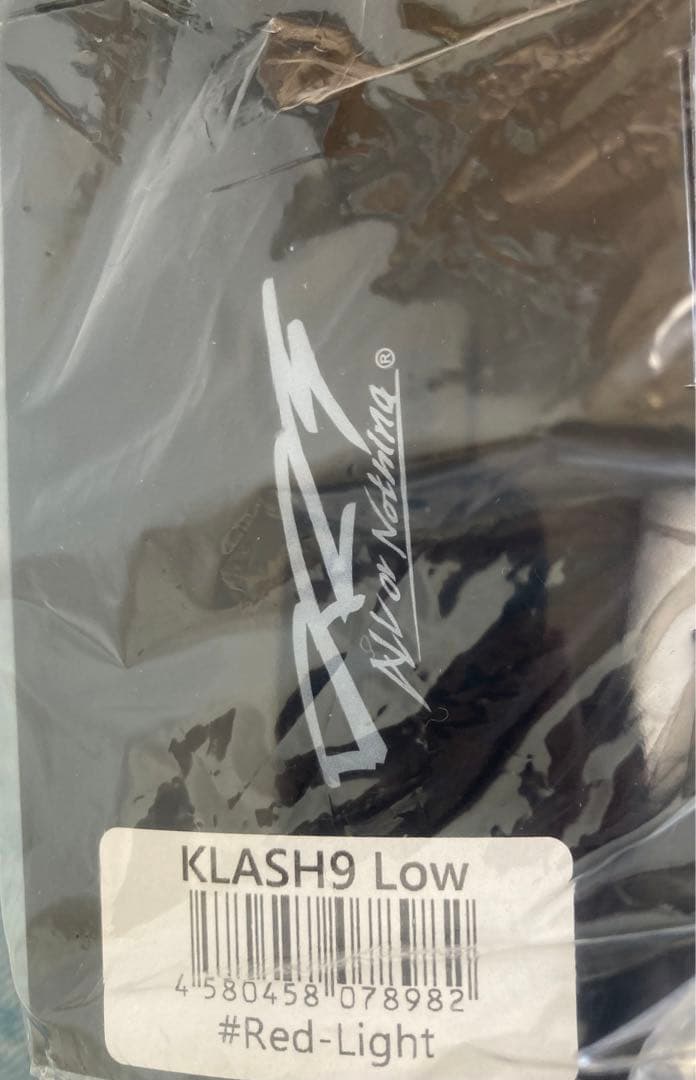 All or Nothing®
KLASH9 Low
4 580458 078982
#Red-Light